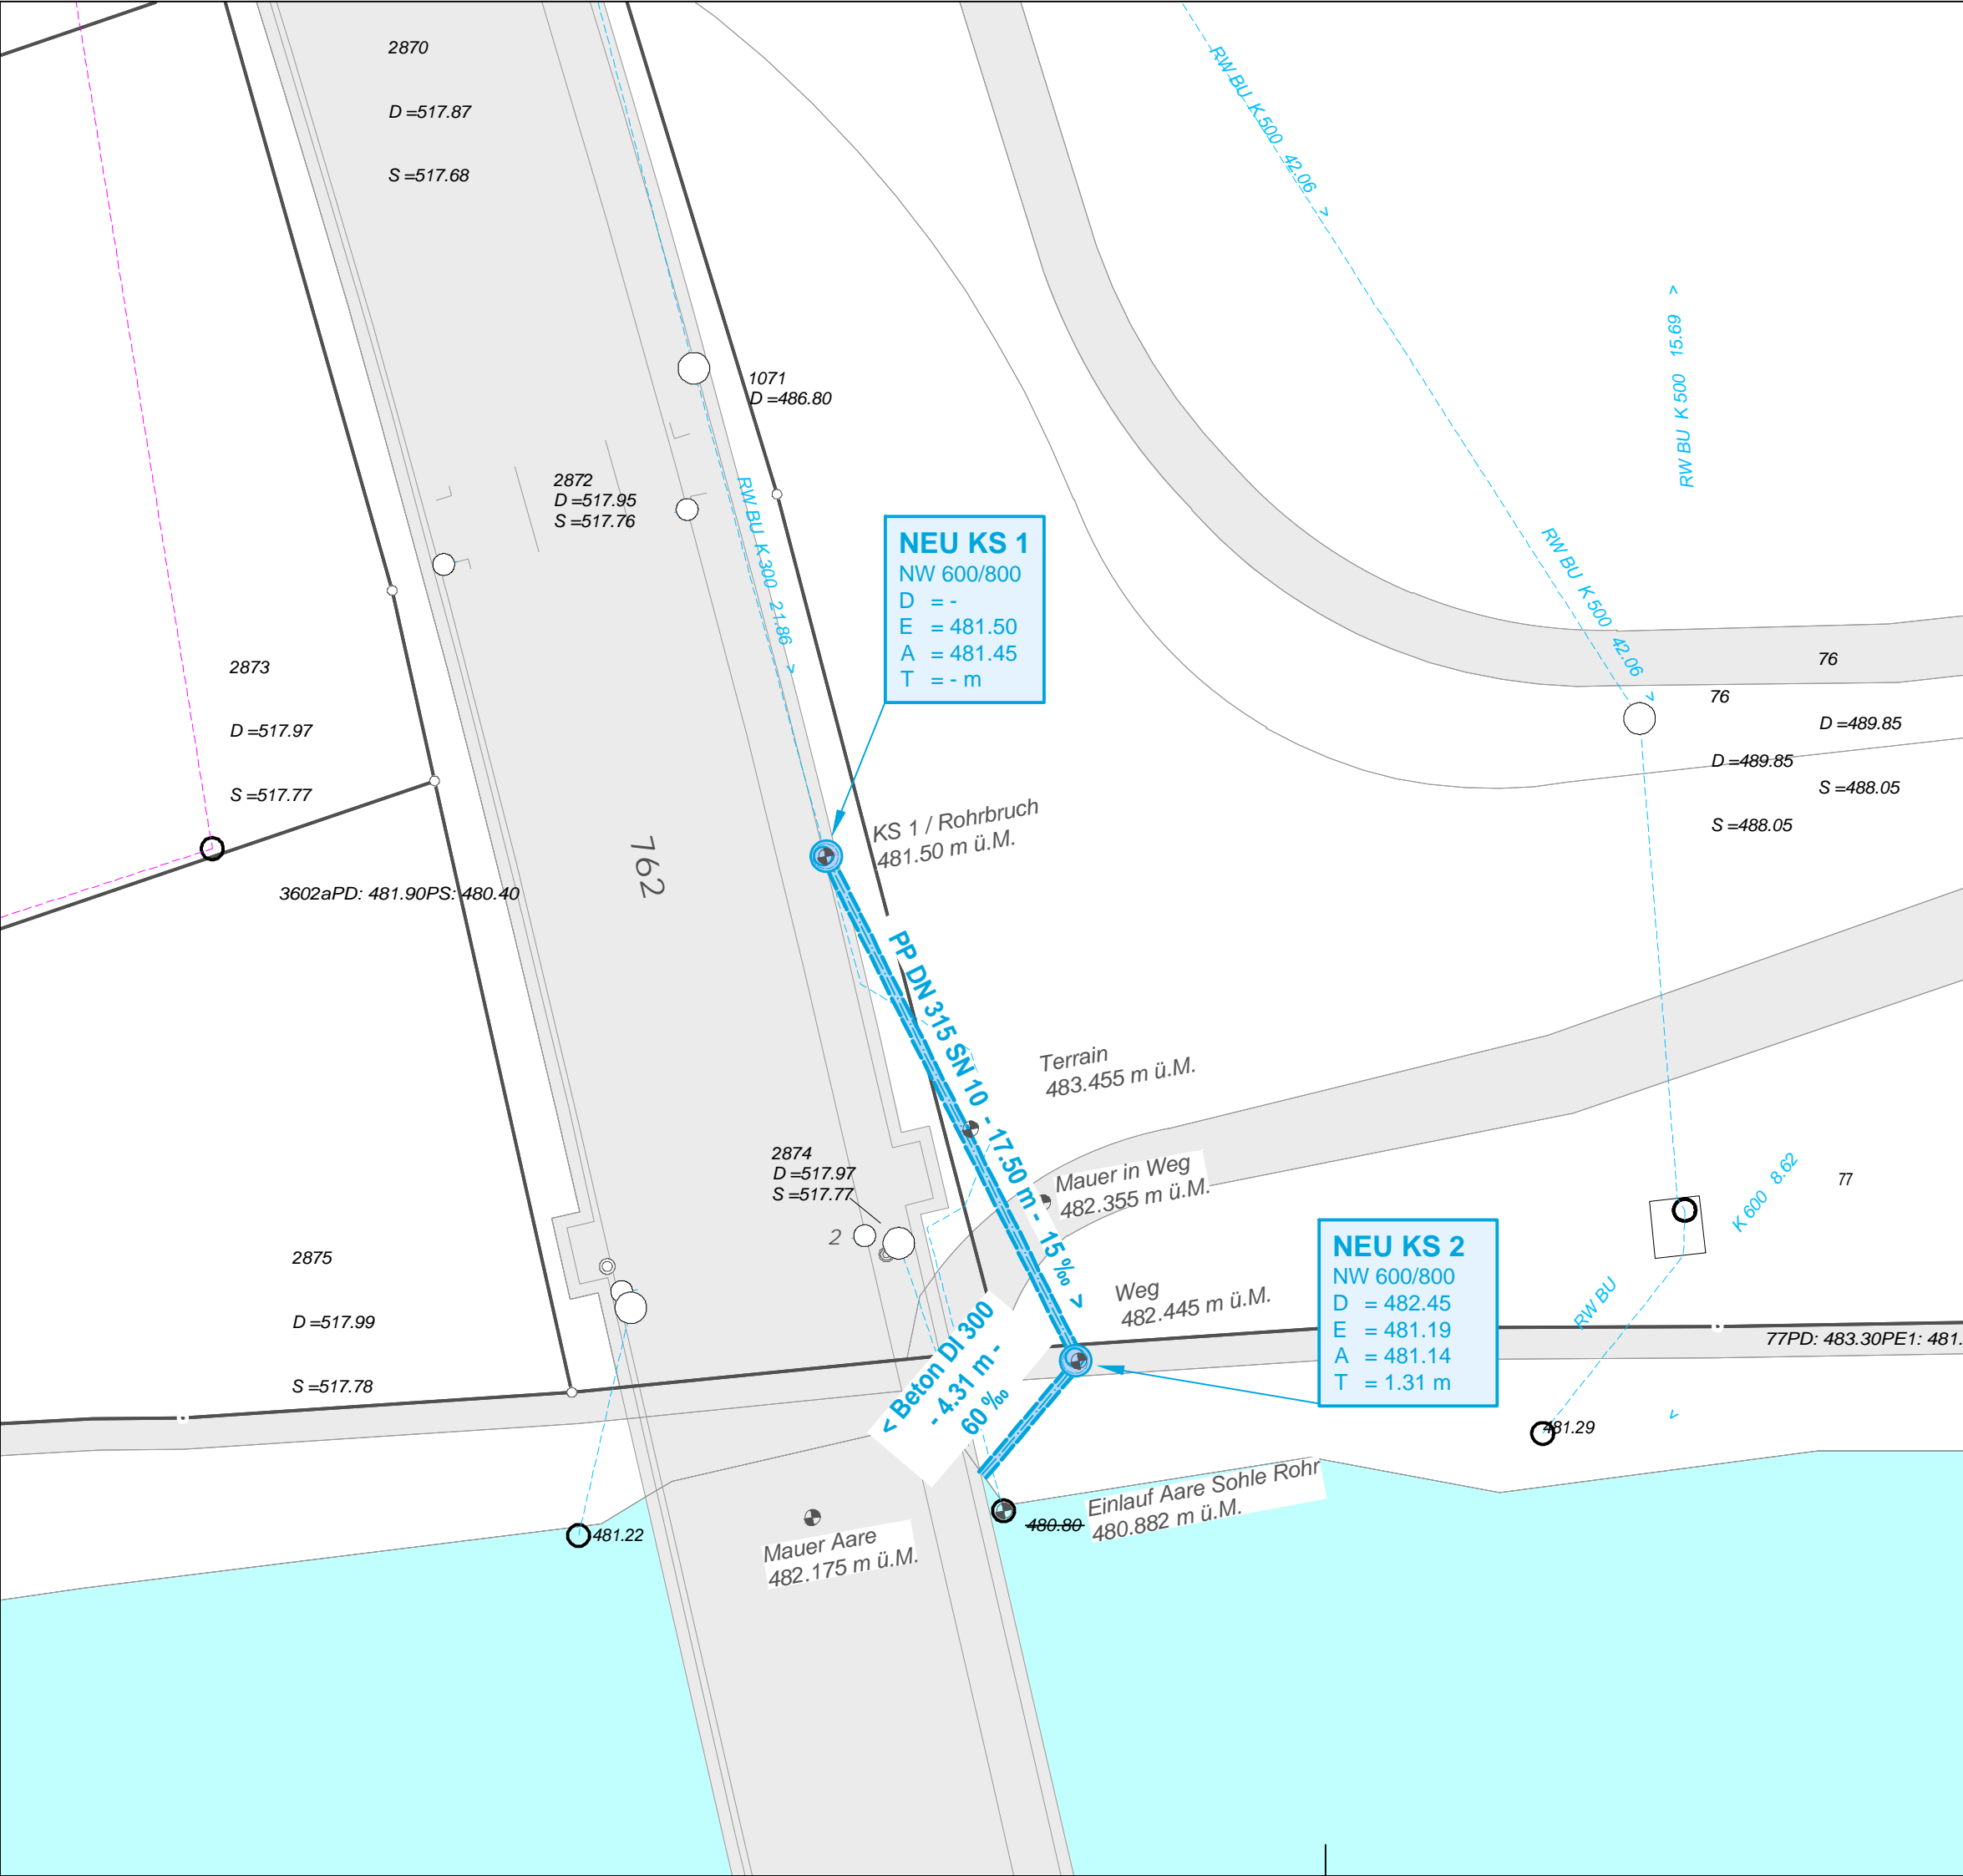 2870
D =517.87
S =517.68
RW BU K 500 42.06 >
RW BU K 500 15.69 >
1071
D =486.80
2872
D =517.95
S =517.76
RW BU K 300 21.86 >
NEU KS 1
NW 600/800
D = -
E = 481.50
A = 481.45
T = - m
RW BU K 500 42.06 >
2873
D =517.97
S =517.77
76
D =489.85
S =488.05
76
D =489.85
S =488.05
KS 1 / Rohrbruch
481.50 m ü.M.
762
3602aPD: 481.90PS: 480.40
PP DN 315 SN 10 - 17.50 m - 15 ‰ >
Terrain
483.455 m ü.M.
2874
D =517.97
S =517.77
2
Mauer in Weg
482.355 m ü.M.
K 600 8.62
77
2875
D =517.99
S =517.78
NEU KS 2
NW 600/800
D = 482.45
E = 481.19
A = 481.14
T = 1.31 m
Weg
482.445 m ü.M.
RW BU
>
77PD: 483.30PE1: 481.
< Beton DI 300
- 4.31 m -
60 ‰
481.29
481.22
480.80
Einlauf Aare Sohle Rohr
480.882 m ü.M.
Mauer Aare
482.175 m ü.M.